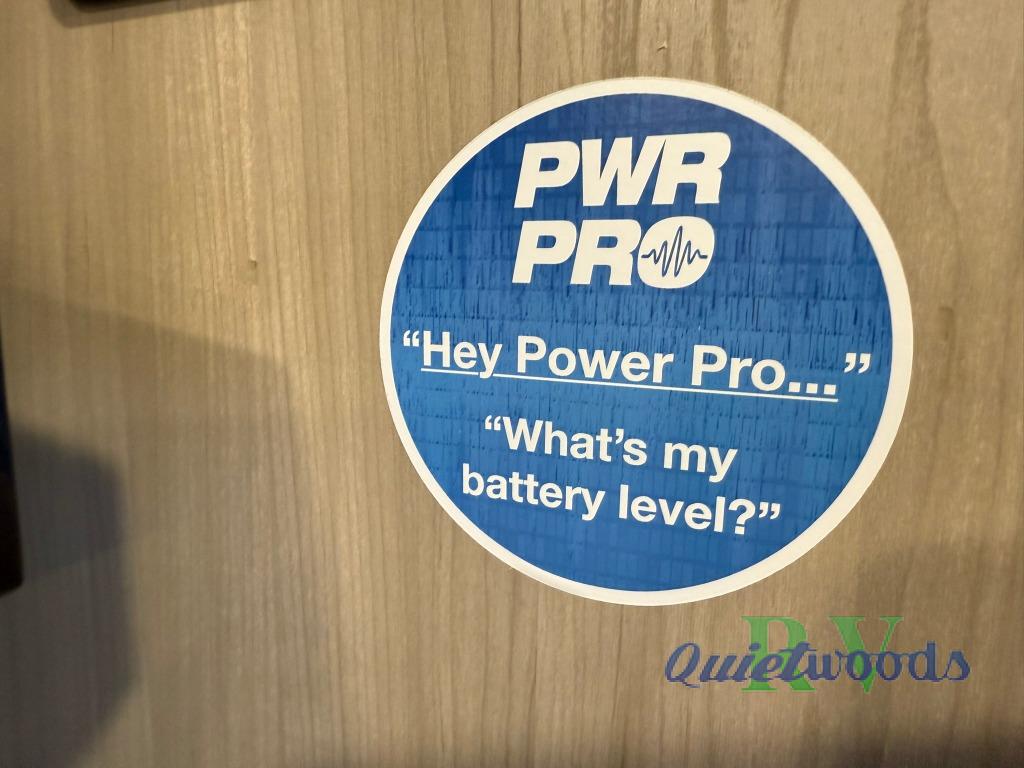 PWR
PRO
“Hey Power Pro...”
“What’s my
battery level?”
RV
Quietwoods